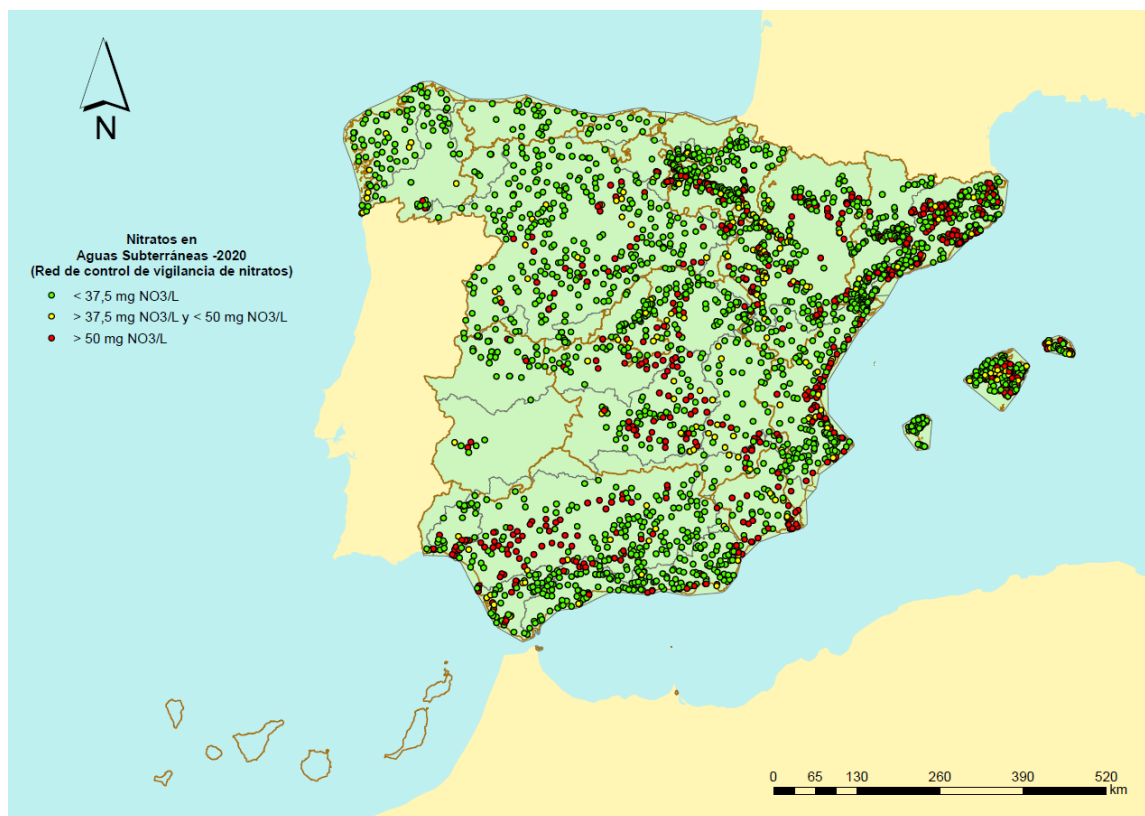 N
Nitratos en
Aguas Subterráneas -2020
(Red de control de vigilancia de nitratos)
< 37,5 mg NO3/L
> 37,5 mg NO3/L y < 50 mg NO3/L
> 50 mg NO3/L
0 65 130 260 390 520
km